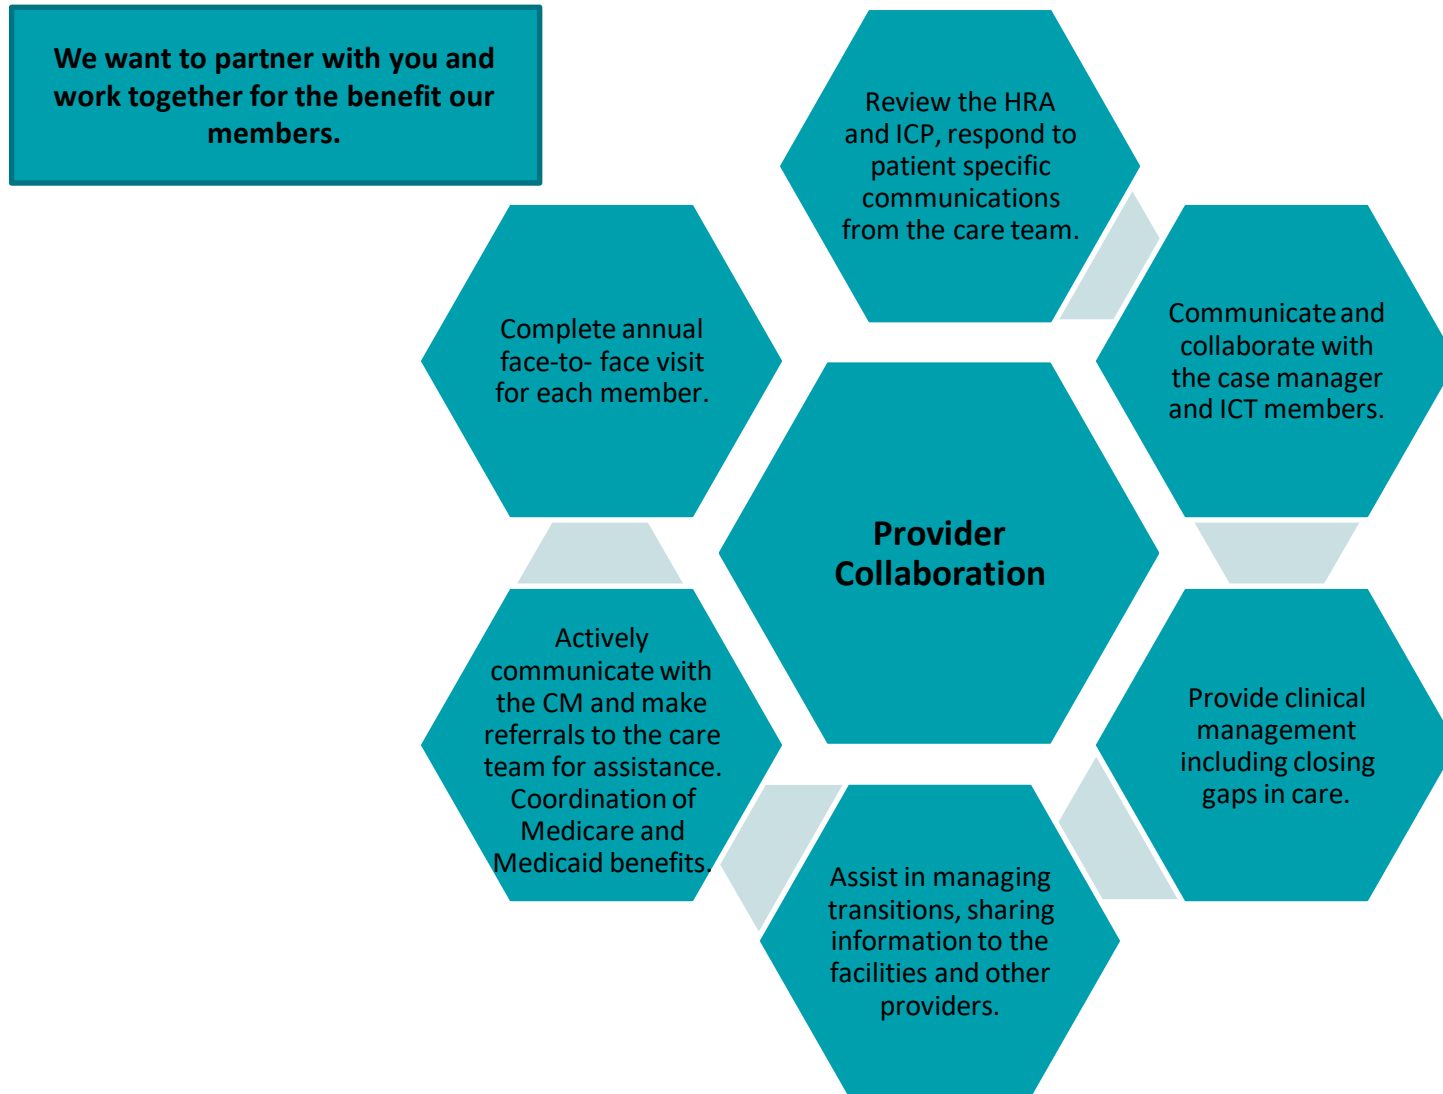 We want to partner with you and
work together for the benefit our
members.
Review the HRA
and ICP, respond to
patient specific
communications
from the care team.
Communicate and
collaborate with
the case manager
and ICT members.
Provide clinical
management
including closing
gaps in care.
Assist in managing
transitions, sharing
information to the
facilities and other
providers.
Actively
communicate with
the CM and make
referrals to the care
team for assistance.
Coordination of
Medicare and
Medicaid benefits.
Complete annual
face-to- face visit
for each member.
Provider
Collaboration